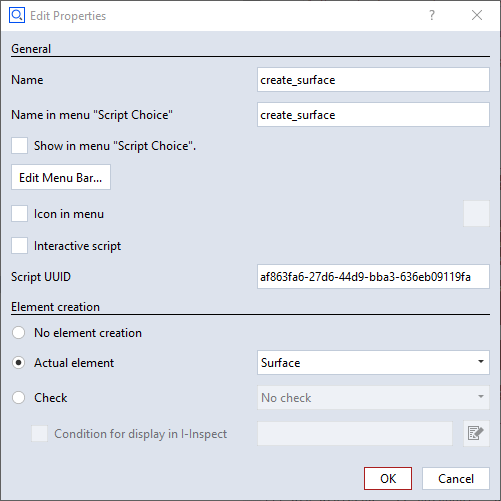 Edit Properties
General
Name create_surface
Name in menu "Script Choice" create_surface
Show in menu "Script Choice".
Edit Menu Bar...
Icon in menu
Interactive script
Script UUID af863fa6-27d6-44d9-bba3-636eb09119fa
Element creation
No element creation
Actual element Surface
Check No check
Condition for display in I-Inspect
OK Cancel